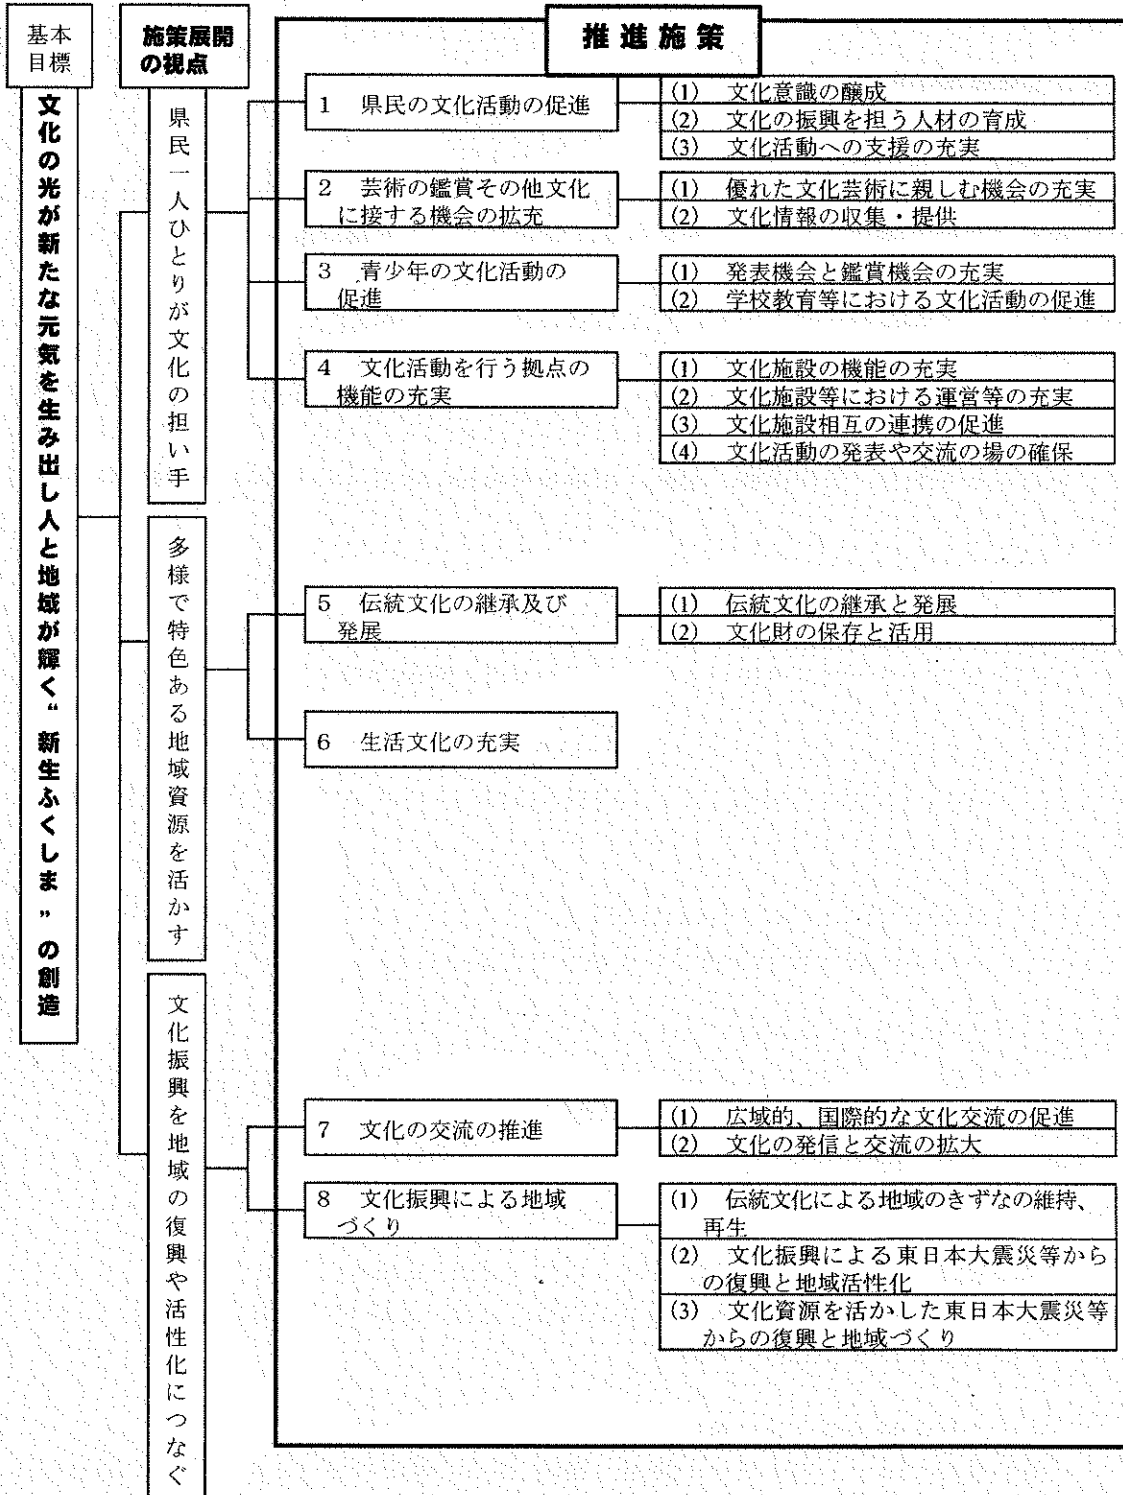 基本
目標
文化の光が新たな元気を生み出し人と地域が輝く“新生ふくしま”の創造
施策展開
の視点
県民一人ひとりが文化の担い手
多様で特色ある地域資源を活かす
文化振興を地域の復興や活性化につなぐ
推進施策
1 県民の文化活動の促進
(1) 文化意識の醸成
(2) 文化の振興を担う人材の育成
(3) 文化活動への支援の充実
2 芸術の鑑賞その他文化
に接する機会の拡充
(1) 優れた文化芸術に親しむ機会の充実
(2) 文化情報の収集・提供
3 青少年の文化活動の
促進
(1) 発表機会と鑑賞機会の充実
(2) 学校教育等における文化活動の促進
4 文化活動を行う拠点の
機能の充実
(1) 文化施設の機能の充実
(2) 文化施設等における運営等の充実
(3) 文化施設相互の連携の促進
(4) 文化活動の発表や交流の場の確保
5 伝統文化の継承及び
発展
(1) 伝統文化の継承と発展
(2) 文化財の保存と活用
6 生活文化の充実
7 文化の交流の推進
(1) 広域的、国際的な文化交流の促進
(2) 文化の発信と交流の拡大
8 文化振興による地域
づくり
(1) 伝統文化による地域のきずなの維持、
再生
(2) 文化振興による東日本大震災等から
の復興と地域活性化
(3) 文化資源を活かした東日本大震災等
からの復興と地域づくり